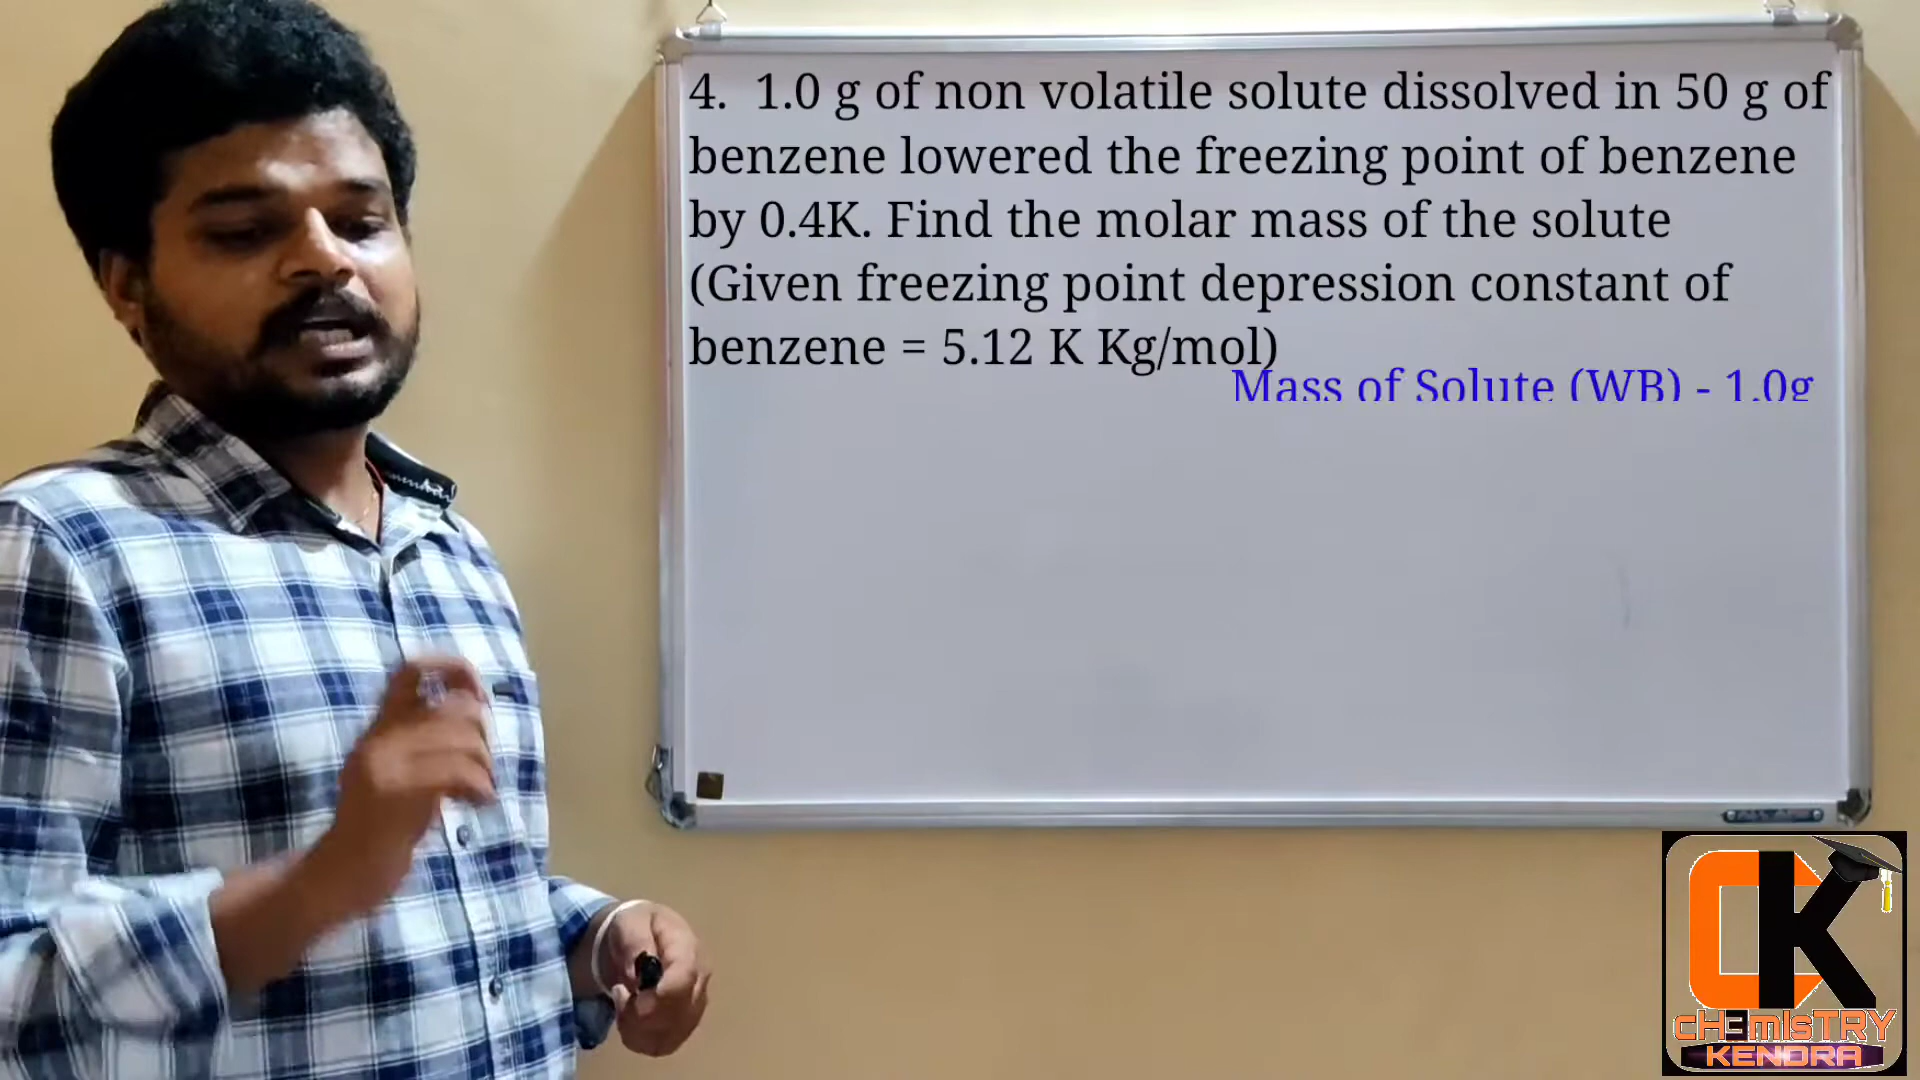 4. 1.0 g of non volatile solute dissolved in 50 g of
benzene lowered the freezing point of benzene
by 0.4K. Find the molar mass of the solute
(Given freezing point depression constant of
benzene = 5.12 K Kg/mol)
Mass of Solute (WB) - 1.0g
CK
CH3mISTRY
KENDRA